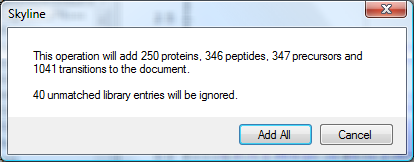 Skyline
This operation will add 250 proteins, 346 peptides, 347 precursors and
1041 transitions to the document.
40 unmatched library entries will be ignored.
Add All
Cancel